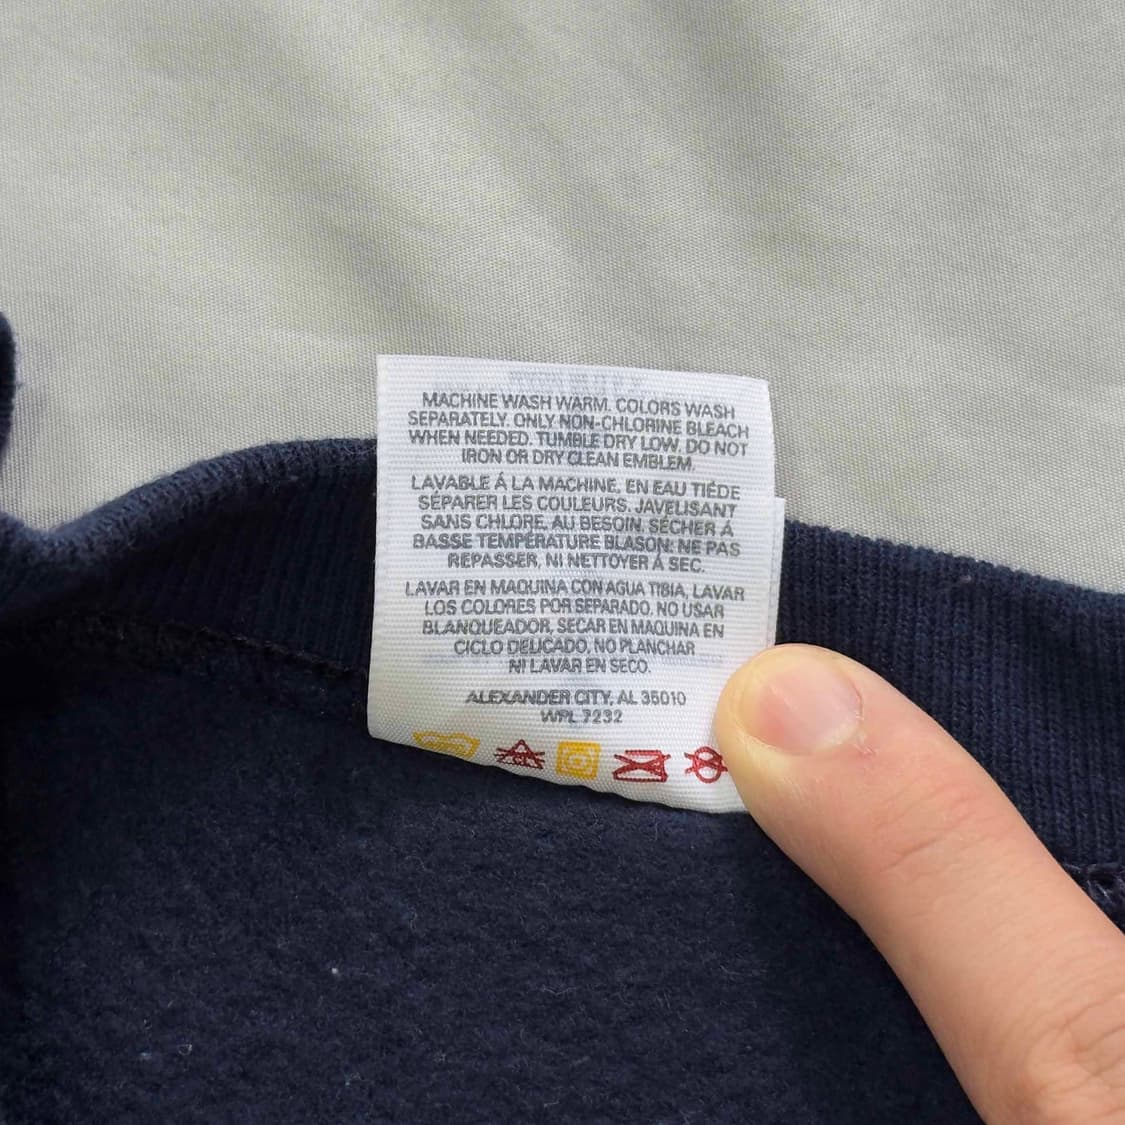 MACHINE WASH WARM. COLORS WASH
SEPARATELY. ONLY NON-CHLORINE BLEACH
WHEN NEEDED. TUMBLE DRY LOW. DO NOT
IRON OR DRY CLEAN EMBLEM.
LAVABLE Á LA MACHINE, EN EAU TIÉDE
SÉPARER LES COULEURS. JAVELISANT
SANS CHLORE, AU BESOIN. SÉCHER Á
BASSE TEMPÉRATURE BLASON: NE PAS
REPASSER, NI NETTOYER Á SEC.
LAVAR EN MAQUINA CON AGUA TIBIA, LAVAR
LOS COLORES POR SEPARADO. NO USAR
BLANQUEADOR, SECAR EN MAQUINA EN
CICLO DELICADO, NO PLANCHAR
NI LAVAR EN SECO.
ALEXANDER CITY, AL 35010
WPL 7232